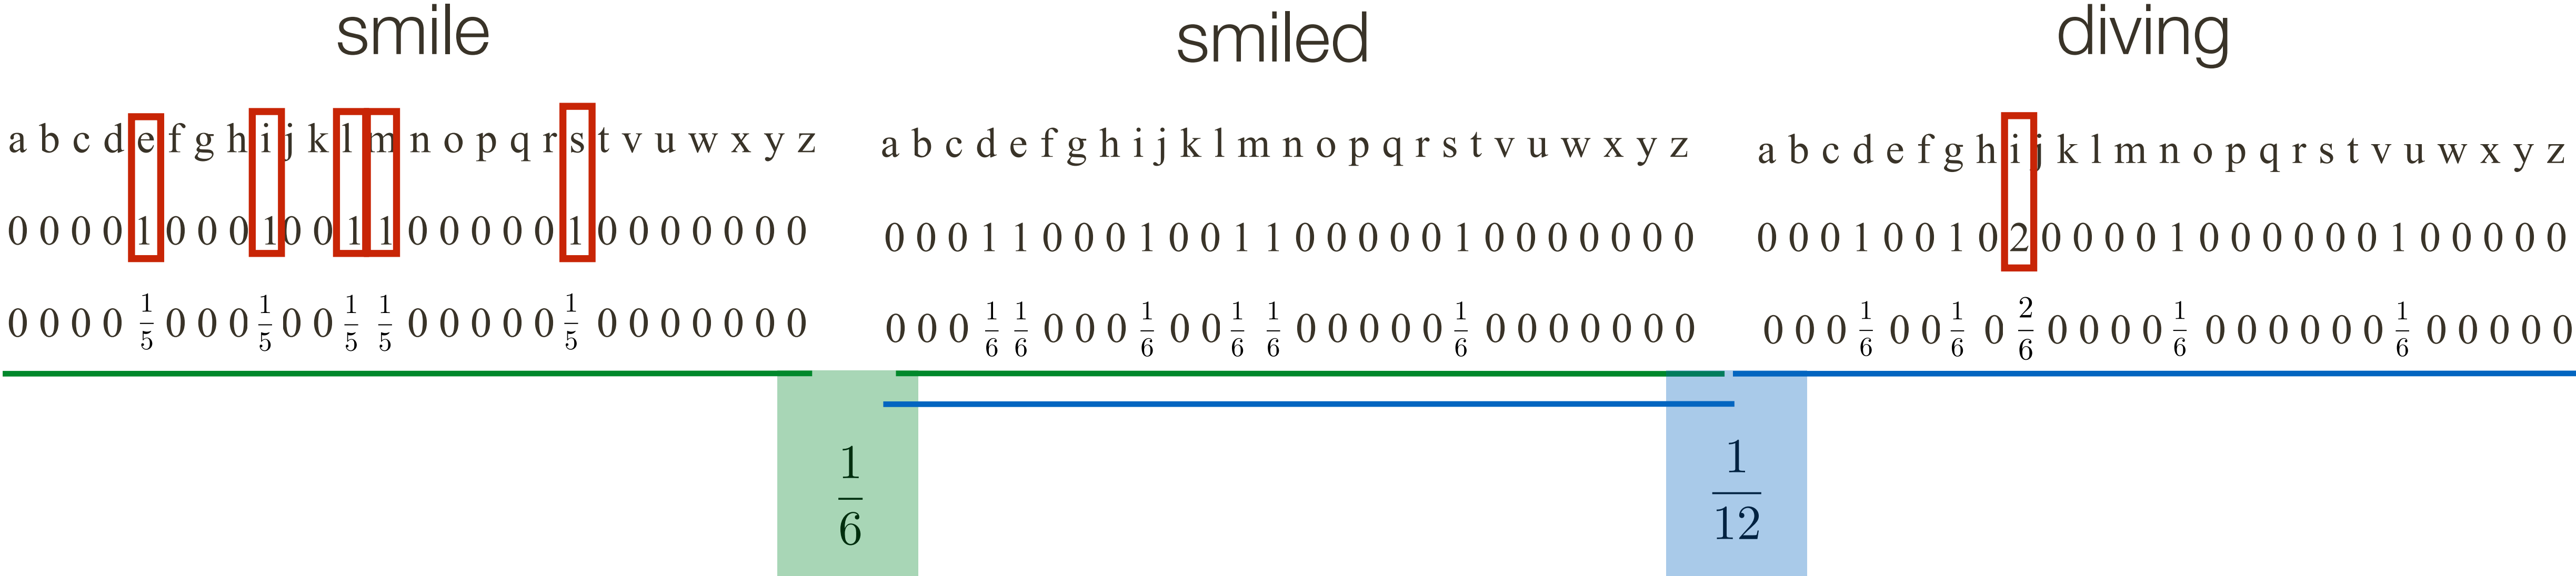 smile
a b c d e f g h i j k l m n o p q r s t v u w x y z
0 0 0 0 1 0 0 0 1 0 0 1 1 0 0 0 0 0 1 0 0 0 0 0 0 0
0 0 0 0 1/5 0 0 0 1/5 0 0 1/5 1/5 0 0 0 0 0 1/5 0 0 0 0 0 0 0
smiled
a b c d e f g h i j k l m n o p q r s t v u w x y z
0 0 0 1 1 0 0 0 1 0 0 1 1 0 0 0 0 0 1 0 0 0 0 0 0 0
0 0 0 1/6 1/6 0 0 0 1/6 0 0 1/6 1/6 0 0 0 0 0 1/6 0 0 0 0 0 0 0
diving
a b c d e f g h i j k l m n o p q r s t v u w x y z
0 0 0 1 0 0 1 0 2 0 0 0 0 1 0 0 0 0 0 0 1 0 0 0 0 0
0 0 0 1/6 0 0 1/6 0 2/6 0 0 0 0 1/6 0 0 0 0 0 0 1/6 0 0 0 0 0
1/6
1/12